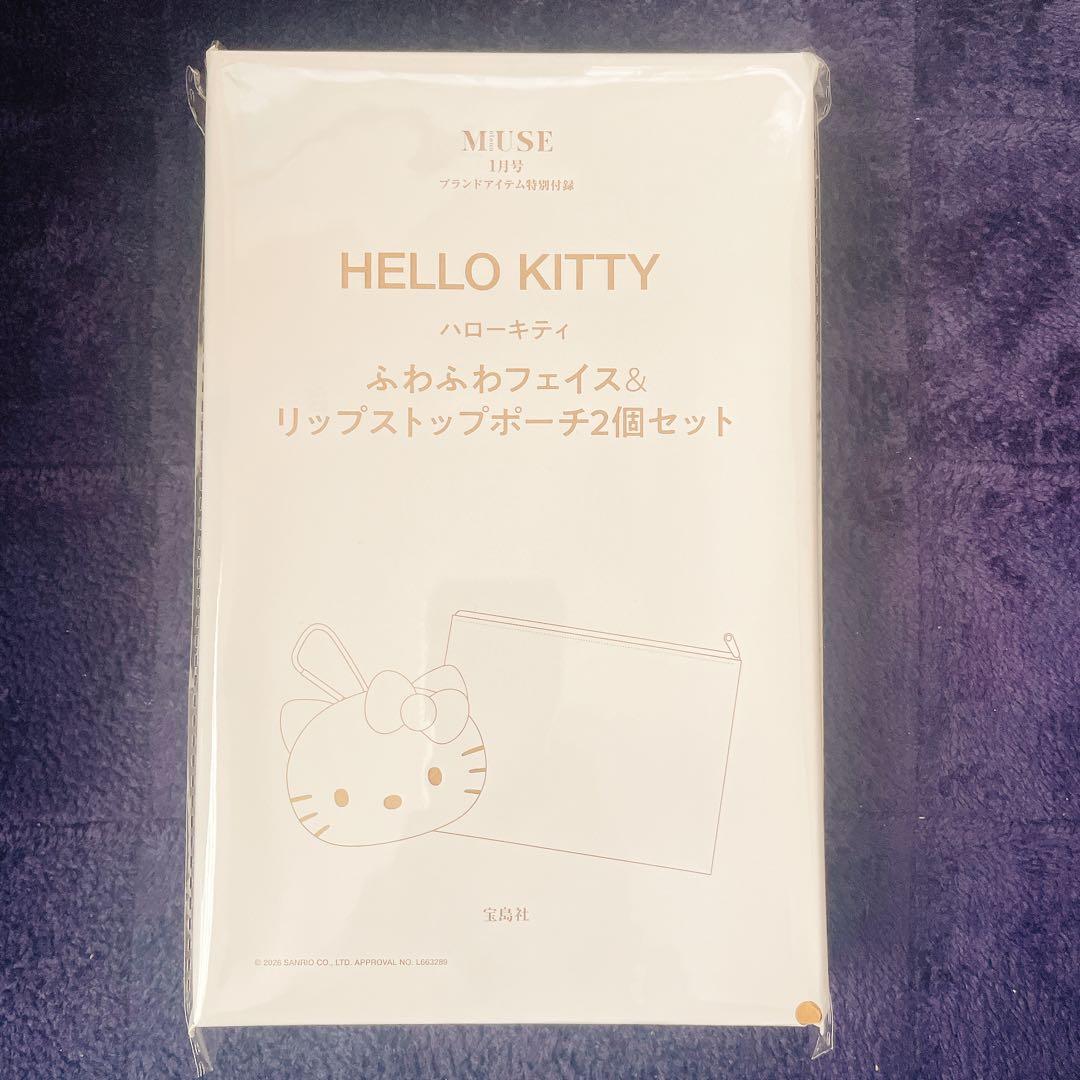 MUSE
1月号
ブランドアイテム特別付録
HELLO KITTY
ハローキティ
ふわふわフェイス&
リップストップポーチ2個セット
宝島社
© 2026 SANRIO CO., LTD. APPROVAL NO. L663289